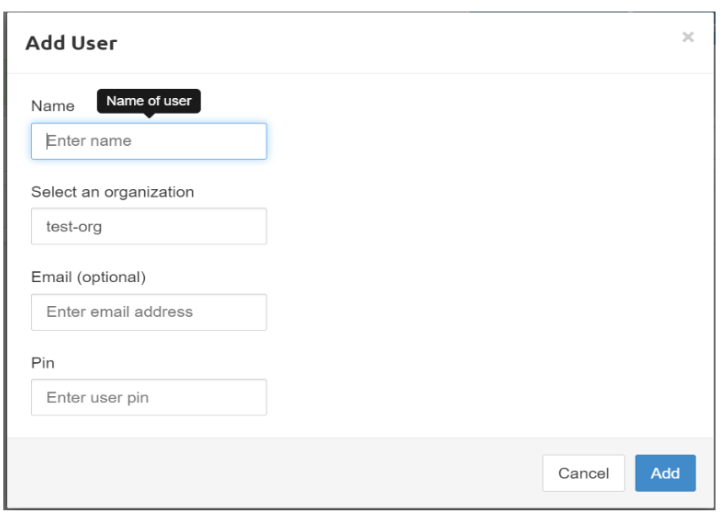 Add User
×
Name
Name of user
Enter name
Select an organization
test-org
Email (optional)
Enter email address
Pin
Enter user pin
Cancel
Add